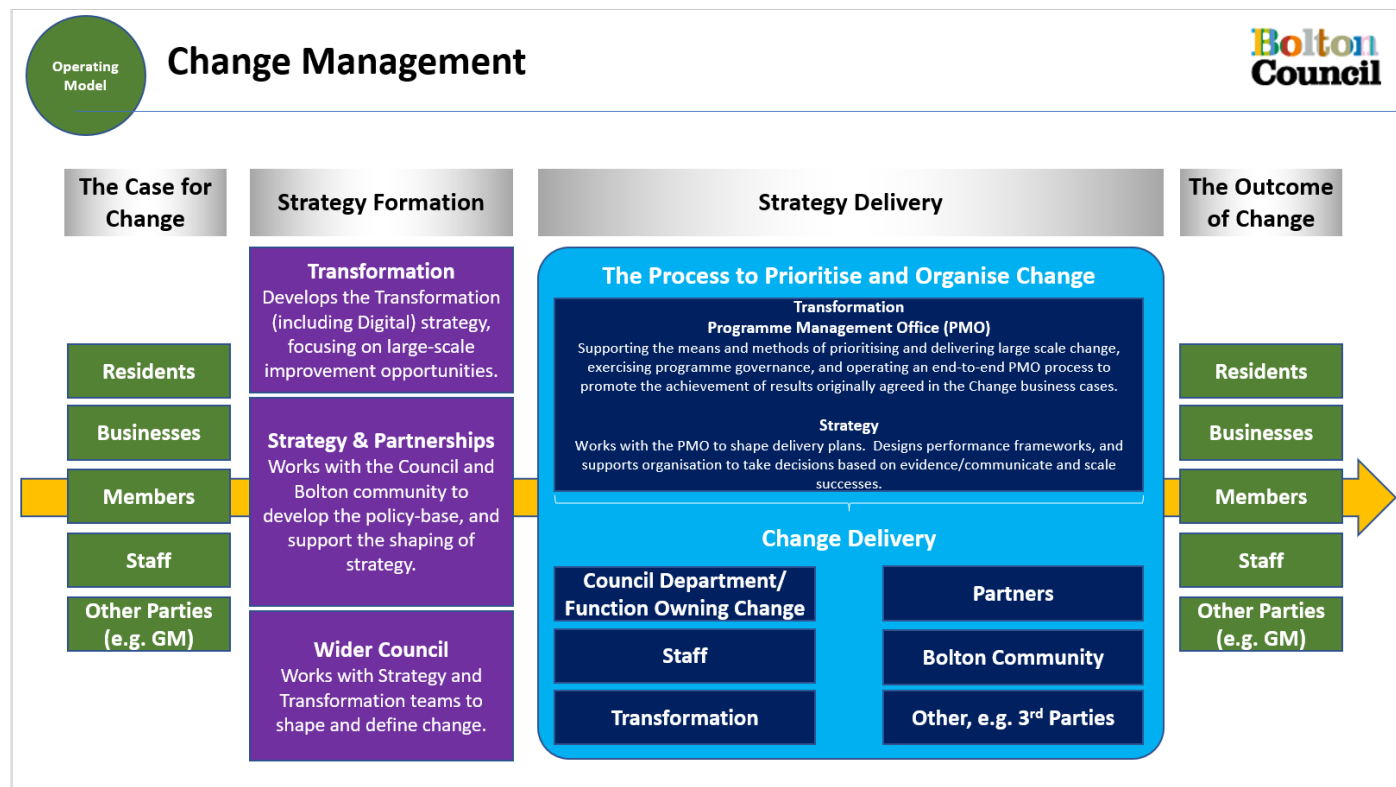 Operating
Model
Change Management
Bolton
Council
The Case for
Change
Strategy Formation
Strategy Delivery
The Outcome
of Change
Residents
Businesses
Members
Staff
Other Parties
(e.g. GM)
Transformation
Develops the Transformation
(including Digital) strategy,
focusing on large-scale
improvement opportunities.
Strategy & Partnerships
Works with the Council and
Bolton community to
develop the policy-base, and
support the shaping of
strategy.
Wider Council
Works with Strategy and
Transformation teams to
shape and define change.
The Process to Prioritise and Organise Change
Transformation
Programme Management Office (PMO)
Supporting the means and methods of prioritising and delivering large scale change,
exercising programme governance, and operating an end-to-end PMO process to
promote the achievement of results originally agreed in the Change business cases.
Strategy
Works with the PMO to shape delivery plans.  Designs performance frameworks, and
supports organisation to take decisions based on evidence/communicate and scale
successes.
Change Delivery
Council Department/
Function Owning Change
Staff
Transformation
Partners
Bolton Community
Other, e.g. 3rd Parties
Residents
Businesses
Members
Staff
Other Parties
(e.g. GM)